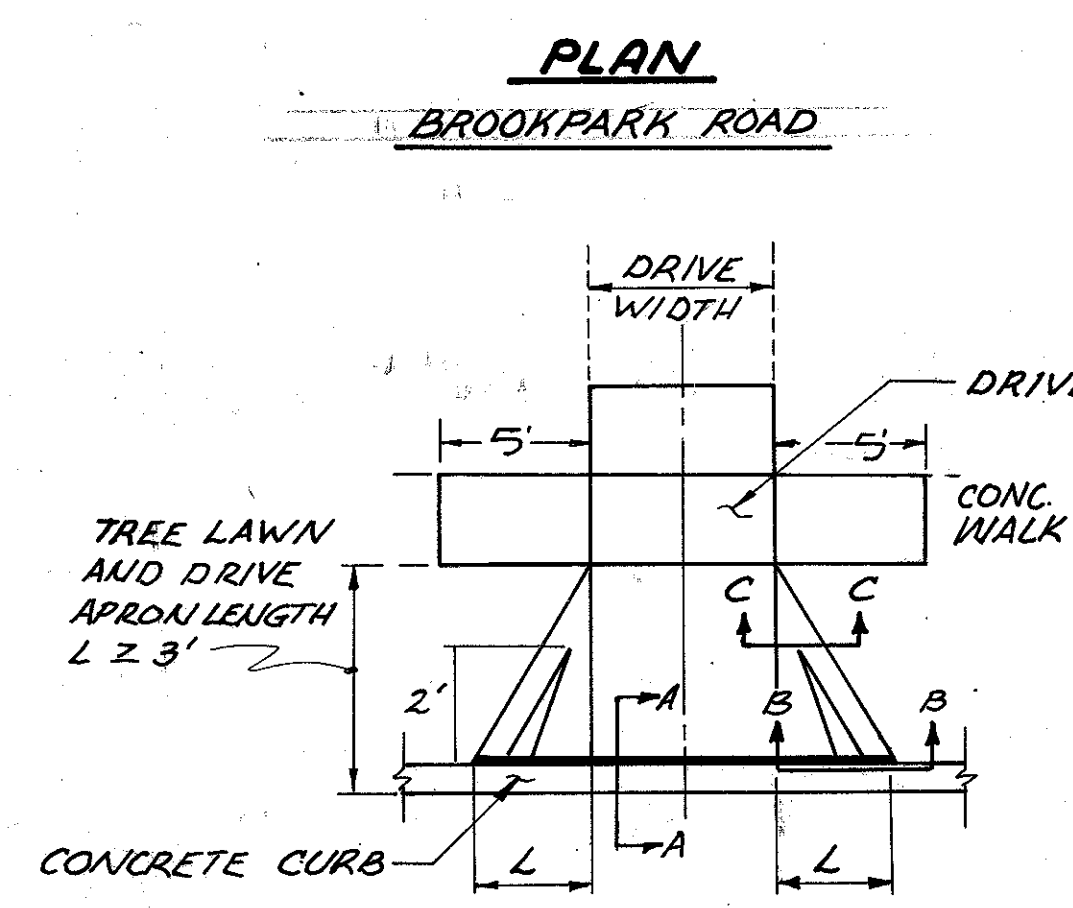 PLAN
BROOKPARK ROAD
DRIVE
WIDTH
DRIVE
5'
5'
CONC.
WALK
TREE LAWN
AND DRIVE
APRON LENGTH
L Z 3'
C
C
2'
A
B
B
A
CONCRETE CURB
L
L